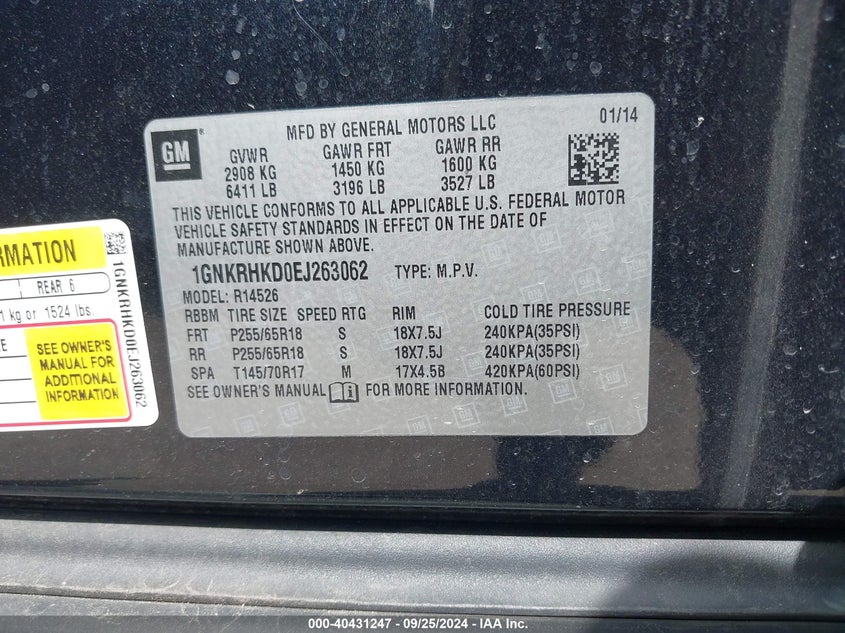 GM
MFD BY GENERAL MOTORS LLC
01/14
GVWR GAWR FRT GAWR RR
2908 KG 1450 KG 1600 KG
6411 LB 3196 LB 3527 LB
THIS VEHICLE CONFORMS TO ALL APPLICABLE U.S. FEDERAL MOTOR
VEHICLE SAFETY STANDARDS IN EFFECT ON THE DATE OF
MANUFACTURE SHOWN ABOVE.
1GNKRHKD0EJ263062 TYPE: M.P.V.
MODEL: R14526
RBBM TIRE SIZE SPEED RTG RIM COLD TIRE PRESSURE
FRT P255/65R18 S 18X7.5J 240KPA(35PSI)
RR P255/65R18 S 18X7.5J 240KPA(35PSI)
SPA T145/70R17 M 17X4.5B 420KPA(60PSI)
SEE OWNER'S MANUAL FOR MORE INFORMATION.
REAR 6
kg or 1524 lbs.
SEE OWNER'S
MANUAL FOR
ADDITIONAL
INFORMATION
1GNKRHKD0EJ263062
000-40431247 - 09/25/2024 - IMPACT Auto Auctions -